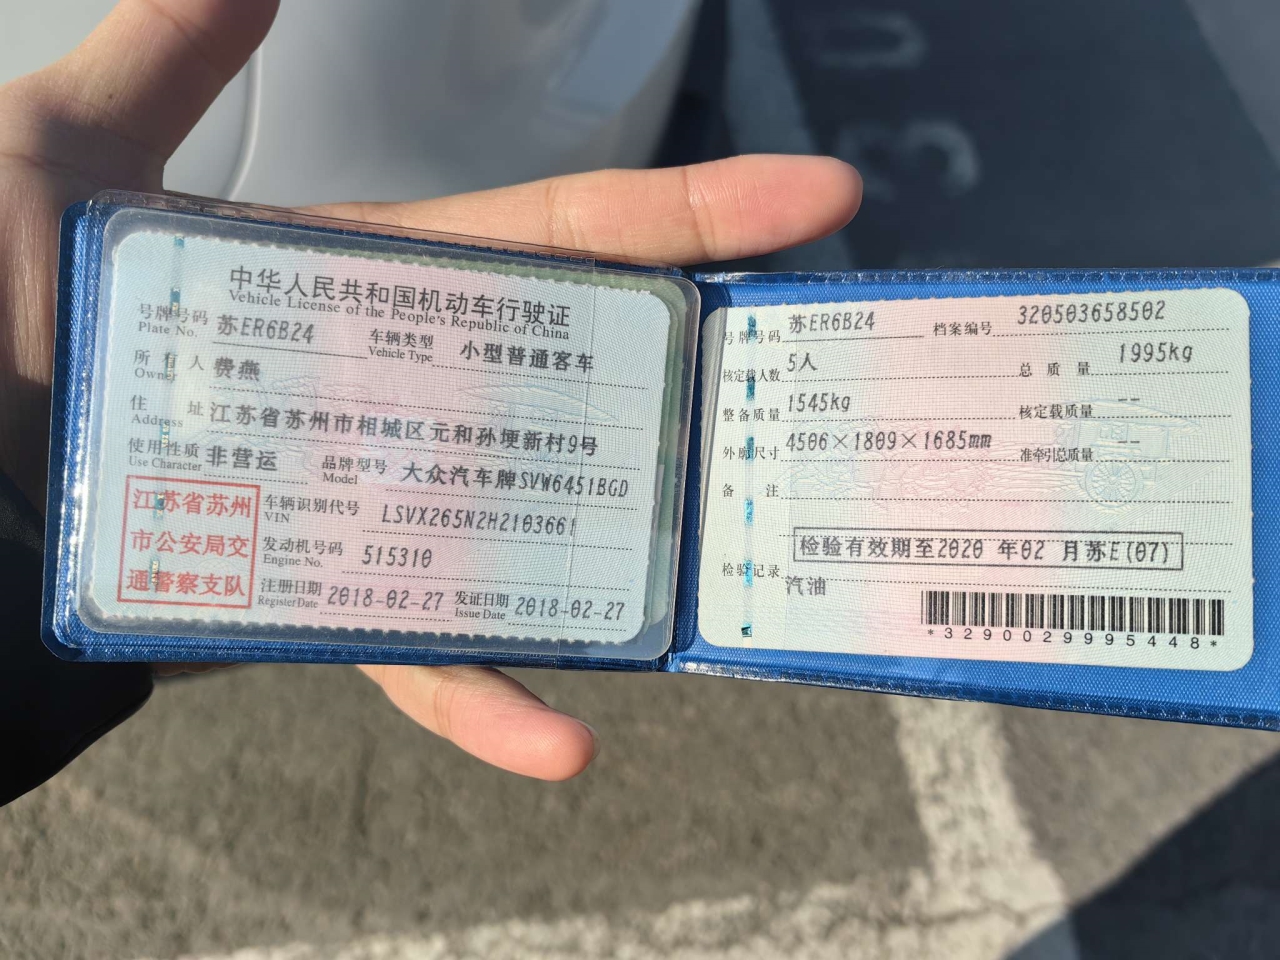 中华人民共和国机动车行驶证
Vehicle License of the People's Republic of China
号牌号码 苏ER6B24 车辆类型 小型普通客车
Plate No. Vehicle Type
所有人 费燕
Owner
住址 江苏省苏州市相城区元和孙埂新村9号
Address
使用性质 非营运 品牌型号 大众汽车牌SVW6451BGD
Use Character Model
江苏省苏州
市公安局交
通警察支队
车辆识别代号 LSVX265N2H2103661
VIN
发动机号码 515310
Engine No.
注册日期 2018-02-27 发证日期 2018-02-27
Register Date Issue Date
号牌号码 苏ER6B24 档案编号 320503658502
核定载人数 5人 总质量 1995kg
整备质量 1545kg 核定载质量 --
外廓尺寸 4506×1809×1685mm 准牵引总质量 --
备注
检验有效期至2020 年02 月苏E(07)
检验记录
汽油
*3290029995448*